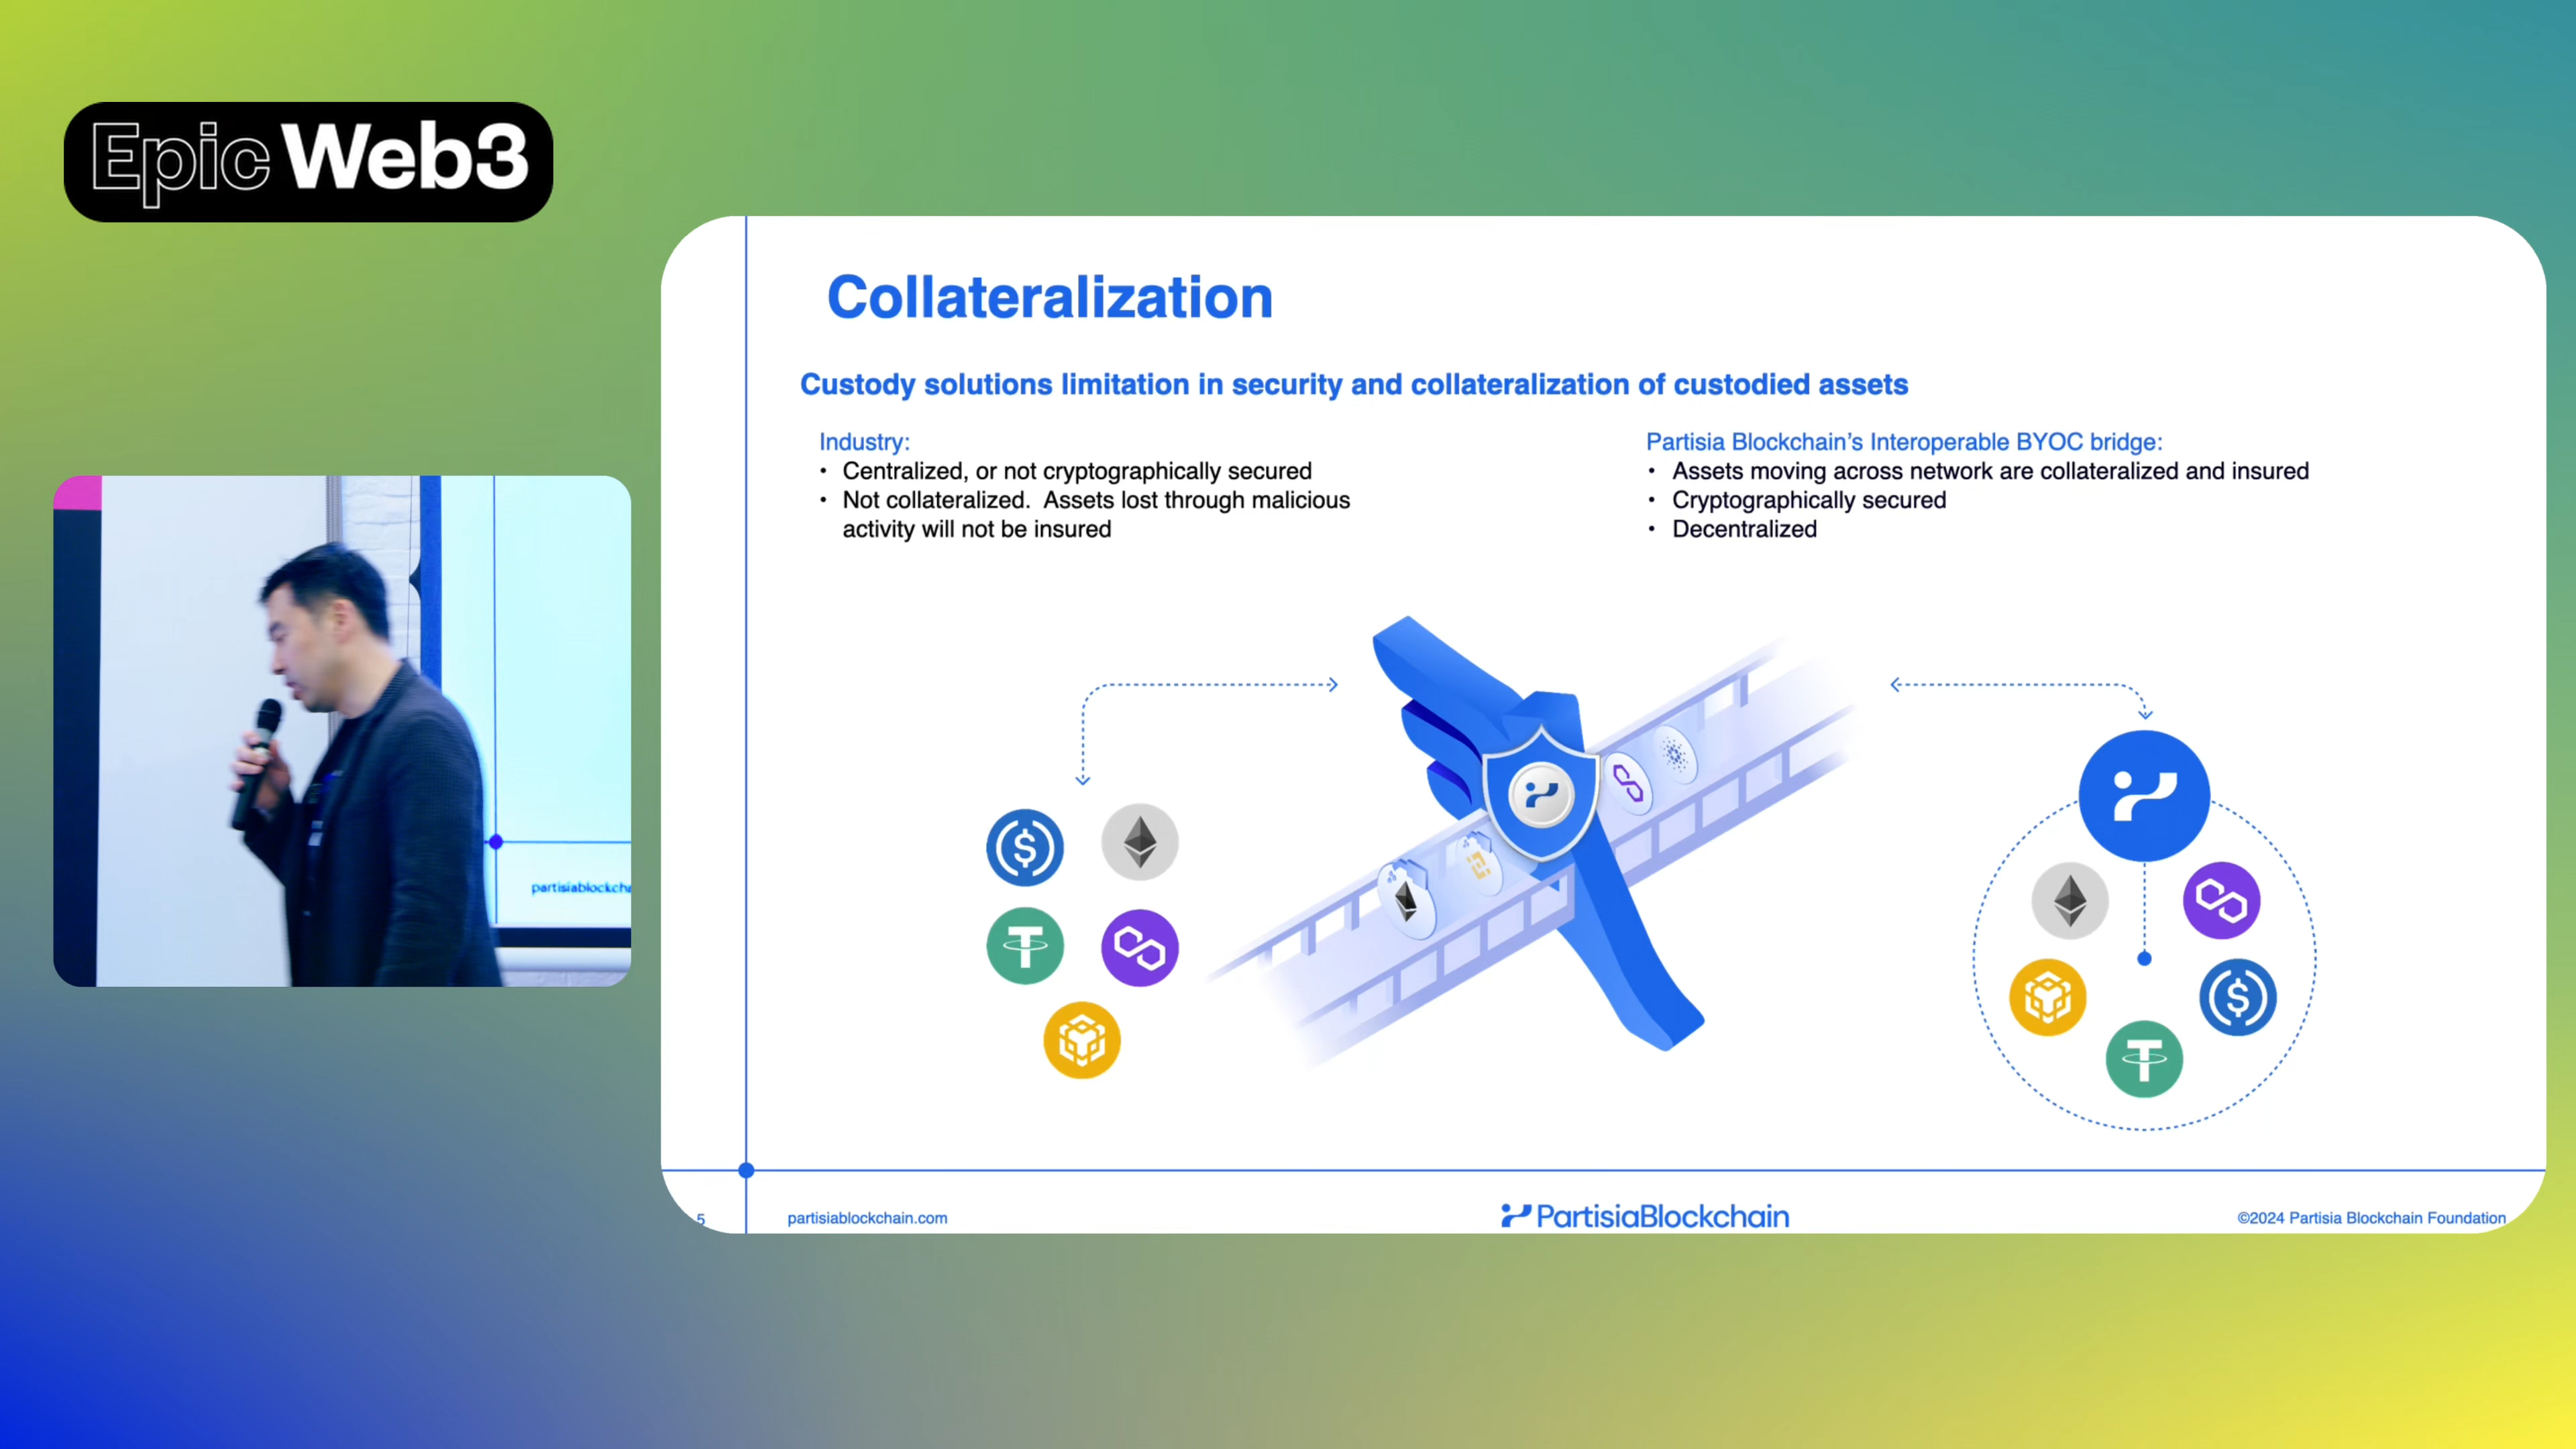 Epic Web3
Collateralization
Custody solutions limitation in security and collateralization of custodied assets
Industry:
• Centralized, or not cryptographically secured
• Not collateralized.  Assets lost through malicious
activity will not be insured
Partisia Blockchain’s Interoperable BYOC bridge:
• Assets moving across network are collateralized and insured
• Cryptographically secured
• Decentralized
partisiablockcha
5
partisiablockchain.com
PartisiaBlockchain
©2024 Partisia Blockchain Foundation